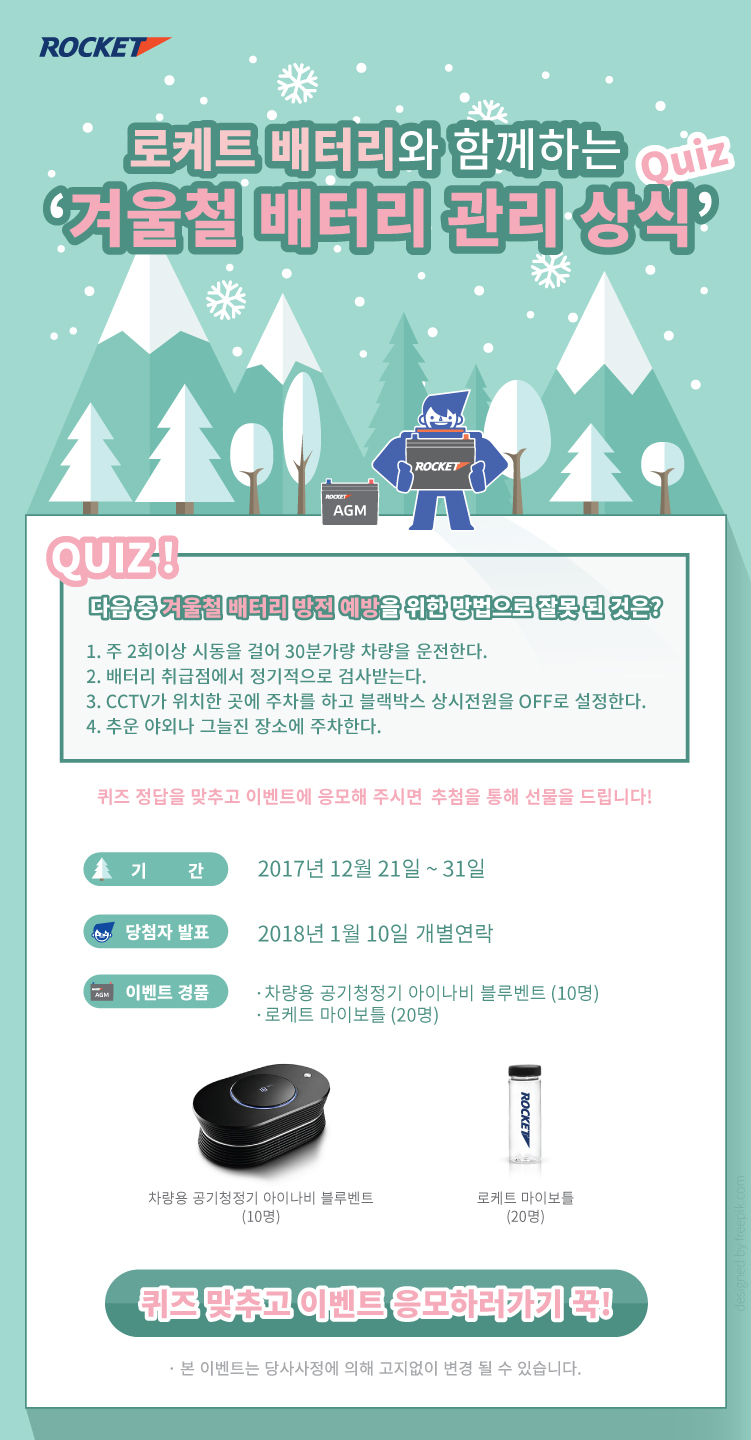 ROCKET
로케트 배터리와 함께하는
Quiz
‘겨울철 배터리 관리 상식’
ROCKET
ROCKET
AGM
QUIZ!
다음 중 겨울철 배터리 방전 예방을 위한 방법으로 잘못 된 것은?
1. 주 2회이상 시동을 걸어 30분가량 차량을 운전한다.
2. 배터리 취급점에서 정기적으로 검사받는다.
3. CCTV가 위치한 곳에 주차를 하고 블랙박스 상시전원을 OFF로 설정한다.
4. 추운 야외나 그늘진 장소에 주차한다.
퀴즈 정답을 맞추고 이벤트에 응모해 주시면 추첨을 통해 선물을 드립니다!
기 간
2017년 12월 21일 ~ 31일
당첨자 발표
2018년 1월 10일 개별연락
AGM
이벤트 경품
· 차량용 공기청정기 아이나비 블루벤트 (10명)
· 로케트 마이보틀 (20명)
ROCKET
차량용 공기청정기 아이나비 블루벤트
(10명)
로케트 마이보틀
(20명)
designed by freepik.com
퀴즈 맞추고 이벤트 응모하러가기 꾹!
· 본 이벤트는 당사사정에 의해 고지없이 변경 될 수 있습니다.